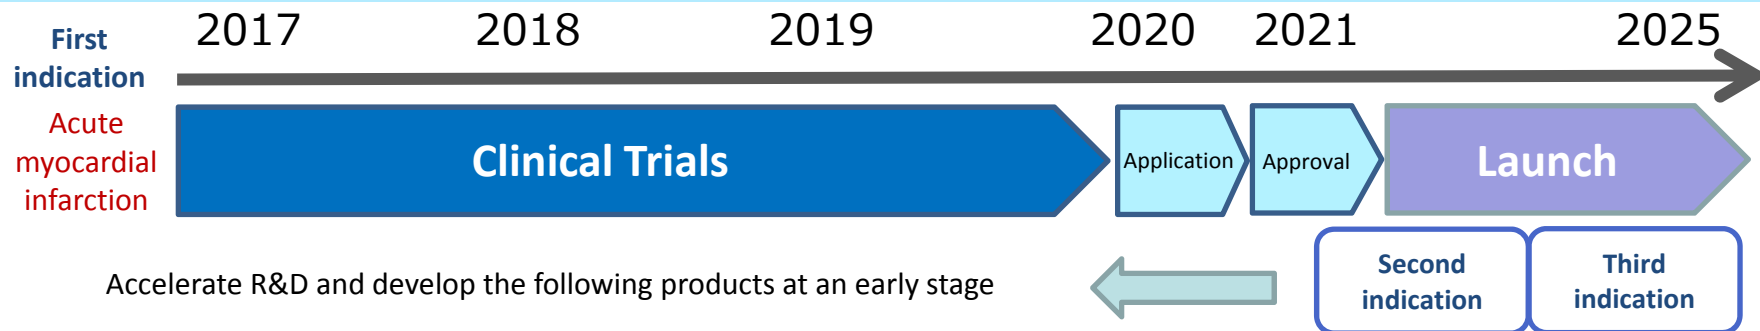 First
indication
2017 2018 2019 2020 2021 2025
Acute
myocardial
infarction
Clinical Trials
Application
Approval
Launch
Accelerate R&D and develop the following products at an early stage
Second
indication
Third
indication